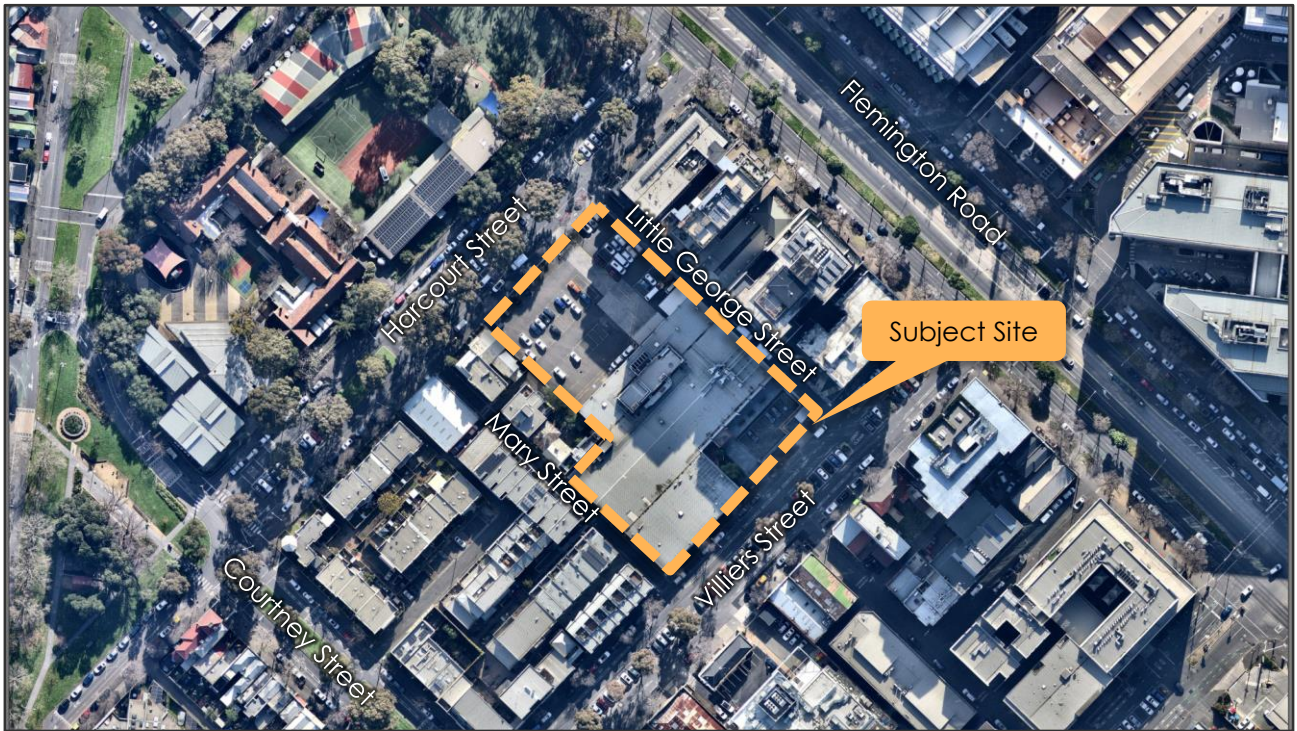 Flemington Road
Little George Street
Harcourt Street
Subject Site
Mary Street
Villiers Street
Courtney Street